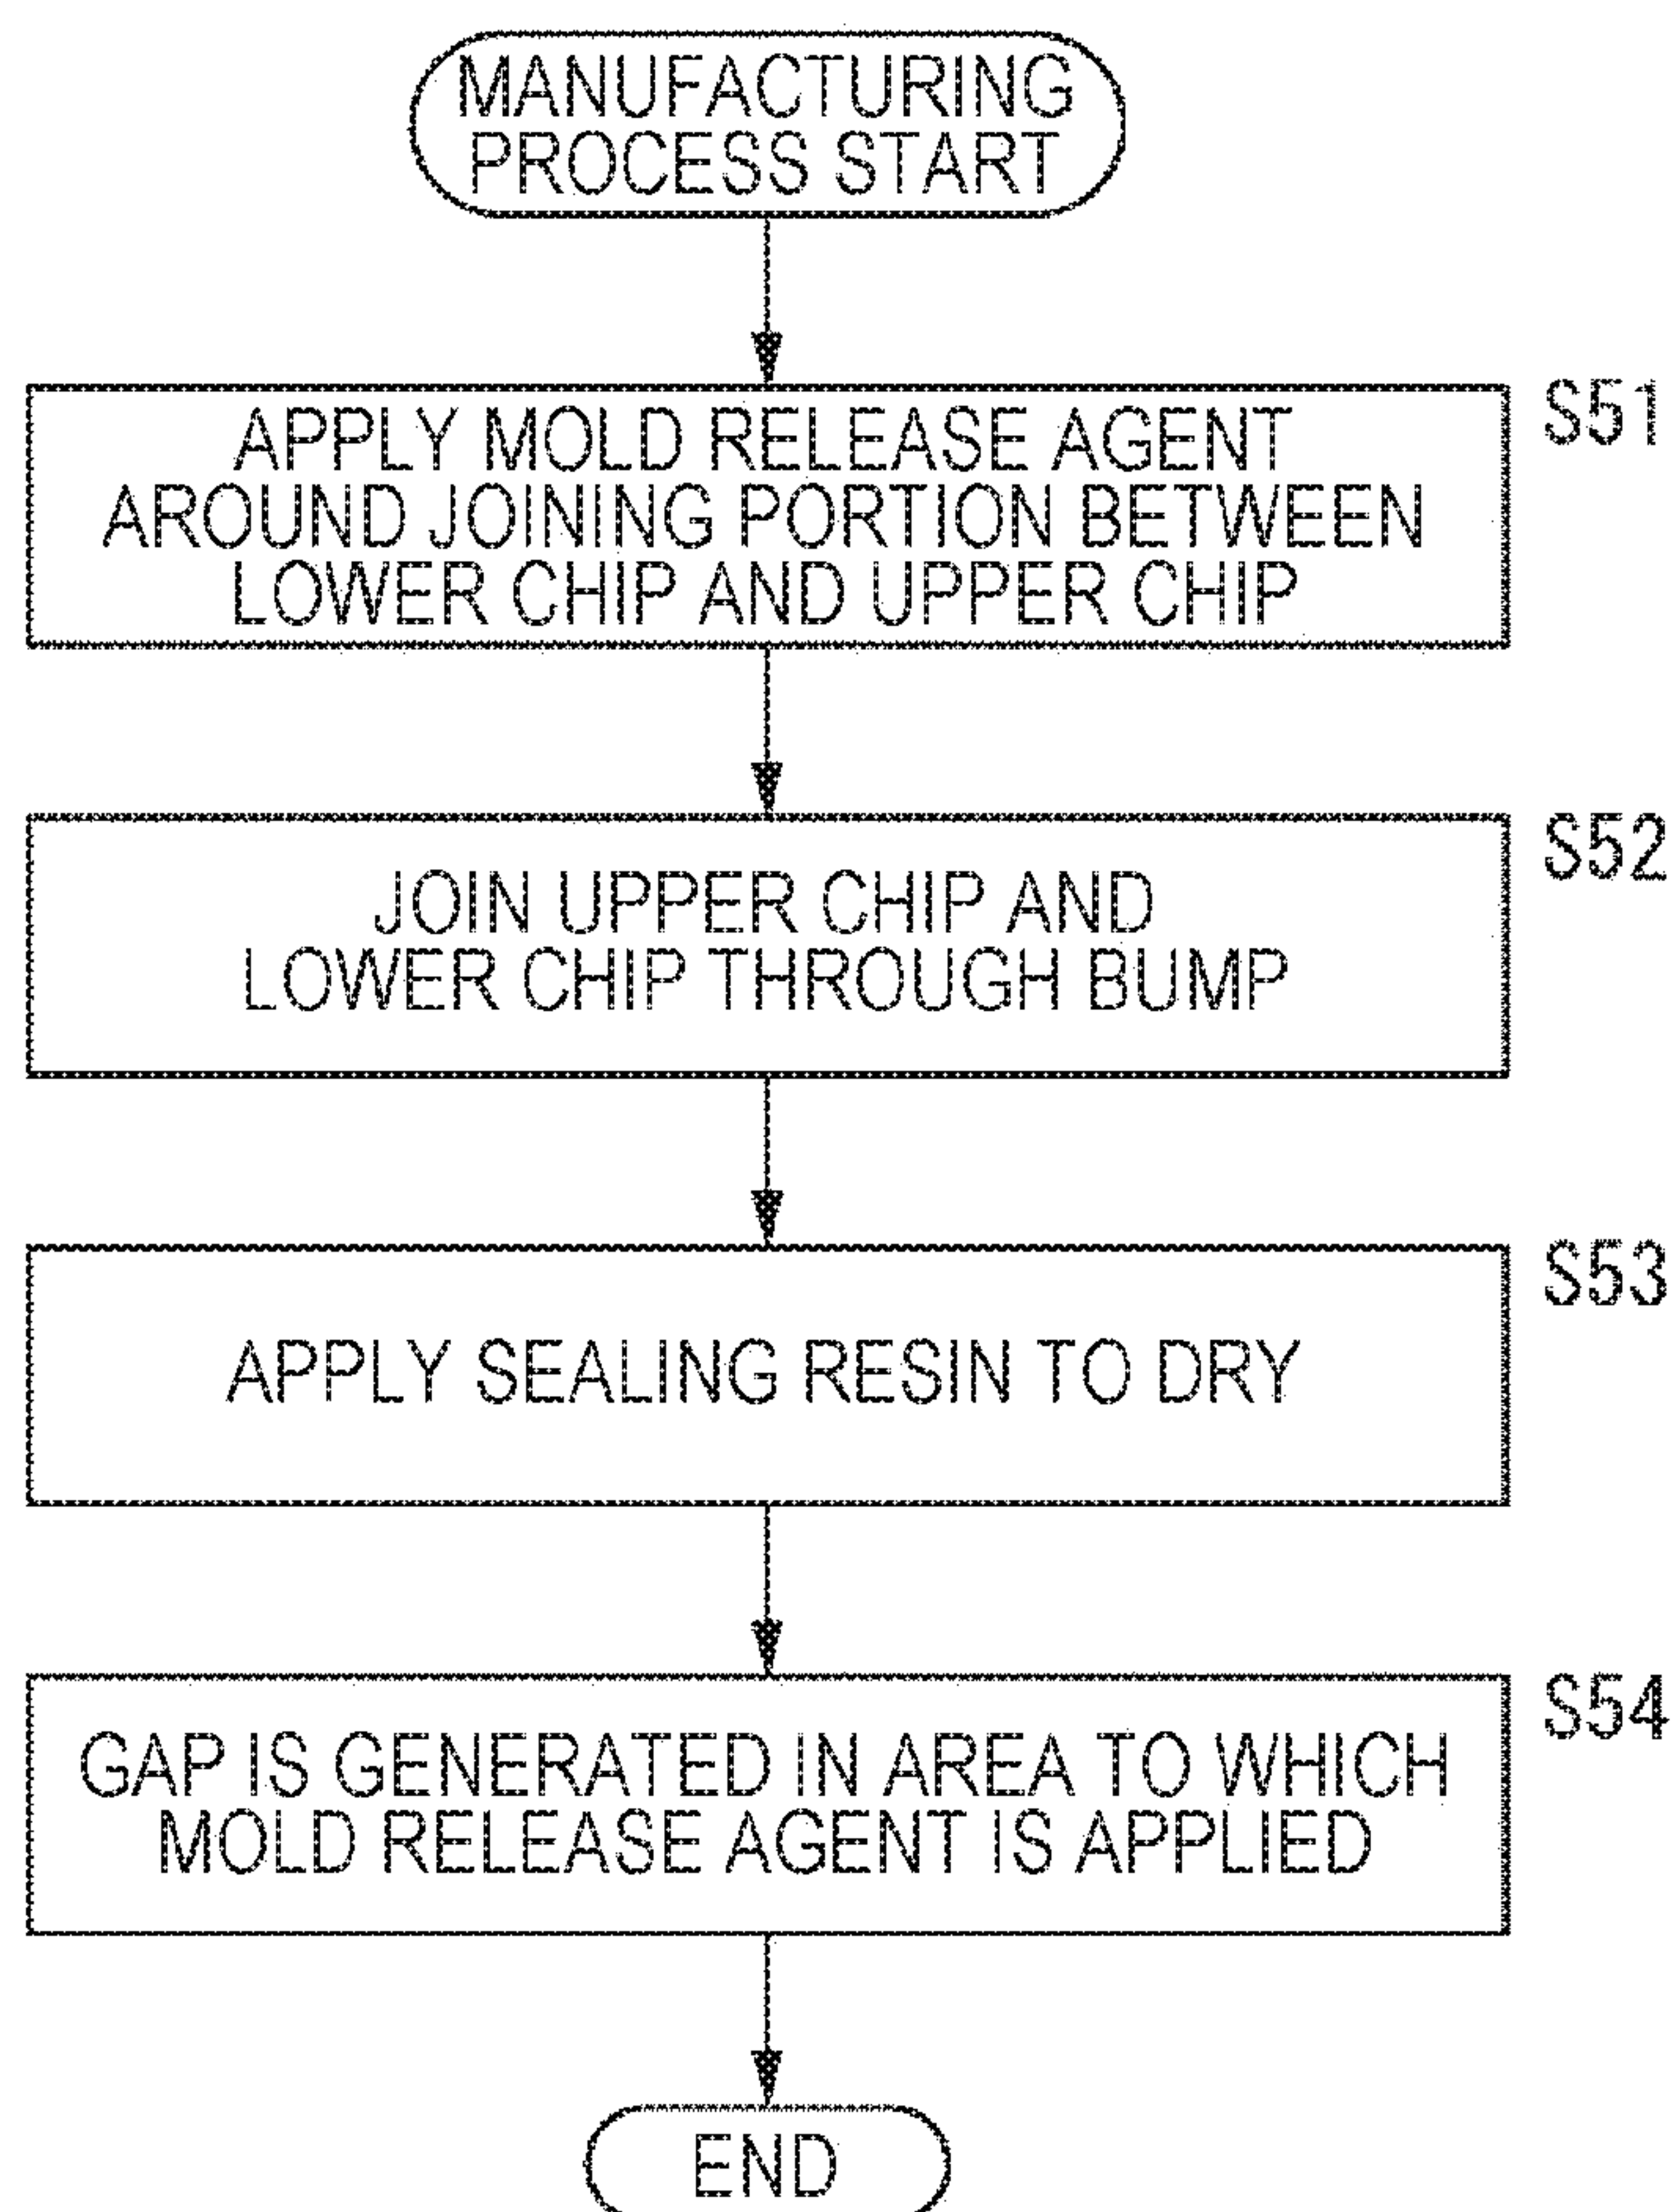 MANUFACTURING
PROCESS START
APPLY MOLD RELEASE AGENT
AROUND JOINING PORTION BETWEEN
LOWER CHIP AND UPPER CHIP
S51
JOIN UPPER CHIP AND
LOWER CHIP THROUGH BUMP
S52
APPLY SEALING RESIN TO DRY
S53
GAP IS GENERATED IN AREA TO WHICH
MOLD RELEASE AGENT IS APPLIED
S54
END